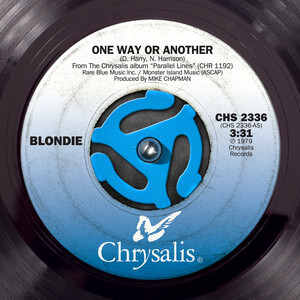 ONE WAY OR ANOTHER
(D. Harry, N. Harrison)
From The Chrysalis album "Parallel Lines" (CHR 1192)
Rare Blue Music Inc. / Monster Island Music (ASCAP)
Produced by MIKE CHAPMAN
BLONDIE
CHS 2336
(CHS 2336-AS)
3:31
℗ 1979
Chrysalis
Records
Chrysalis®